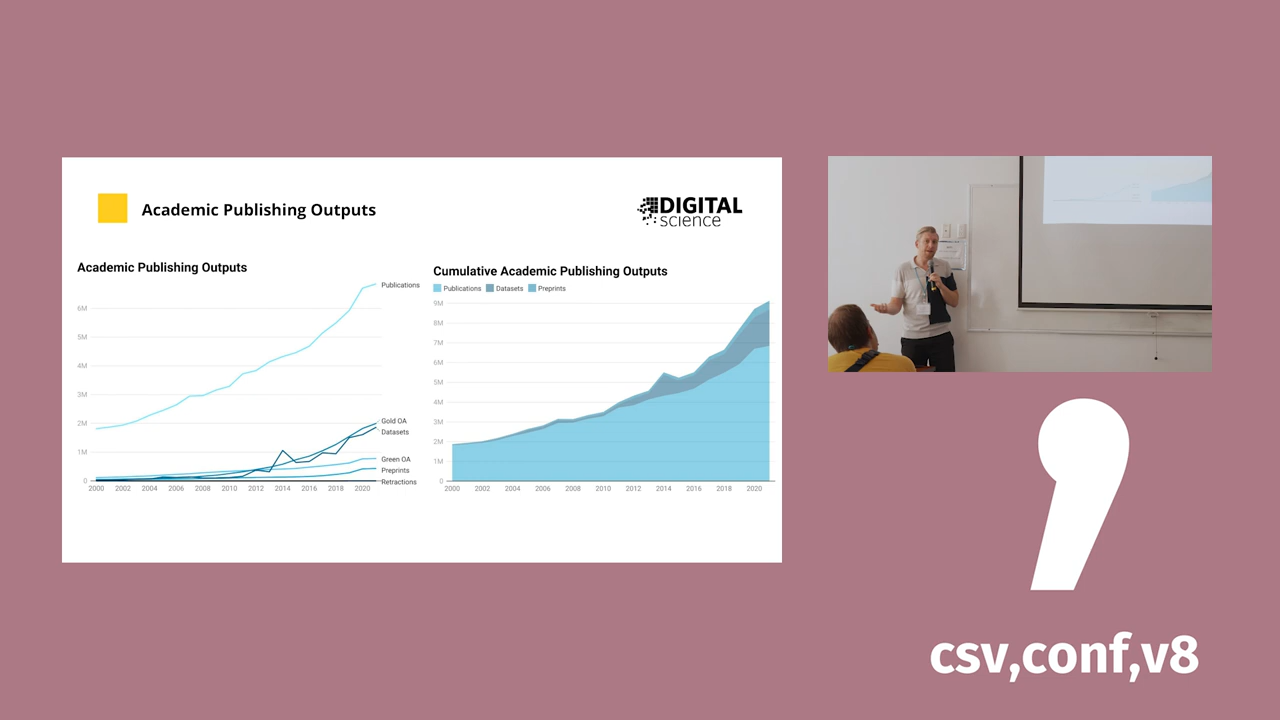 Academic Publishing Outputs
DIGITAL
science
Academic Publishing Outputs
Publications
6M
5M
4M
3M
2M
1M
0
Gold OA
Datasets
Green OA
Preprints
Retractions
2000 2002 2004 2006 2008 2010 2012 2014 2016 2018 2020
Cumulative Academic Publishing Outputs
Publications Datasets Preprints
9M
8M
7M
6M
5M
4M
3M
2M
1M
0
2000 2002 2004 2006 2008 2010 2012 2014 2016 2018 2020
csv,conf,v8